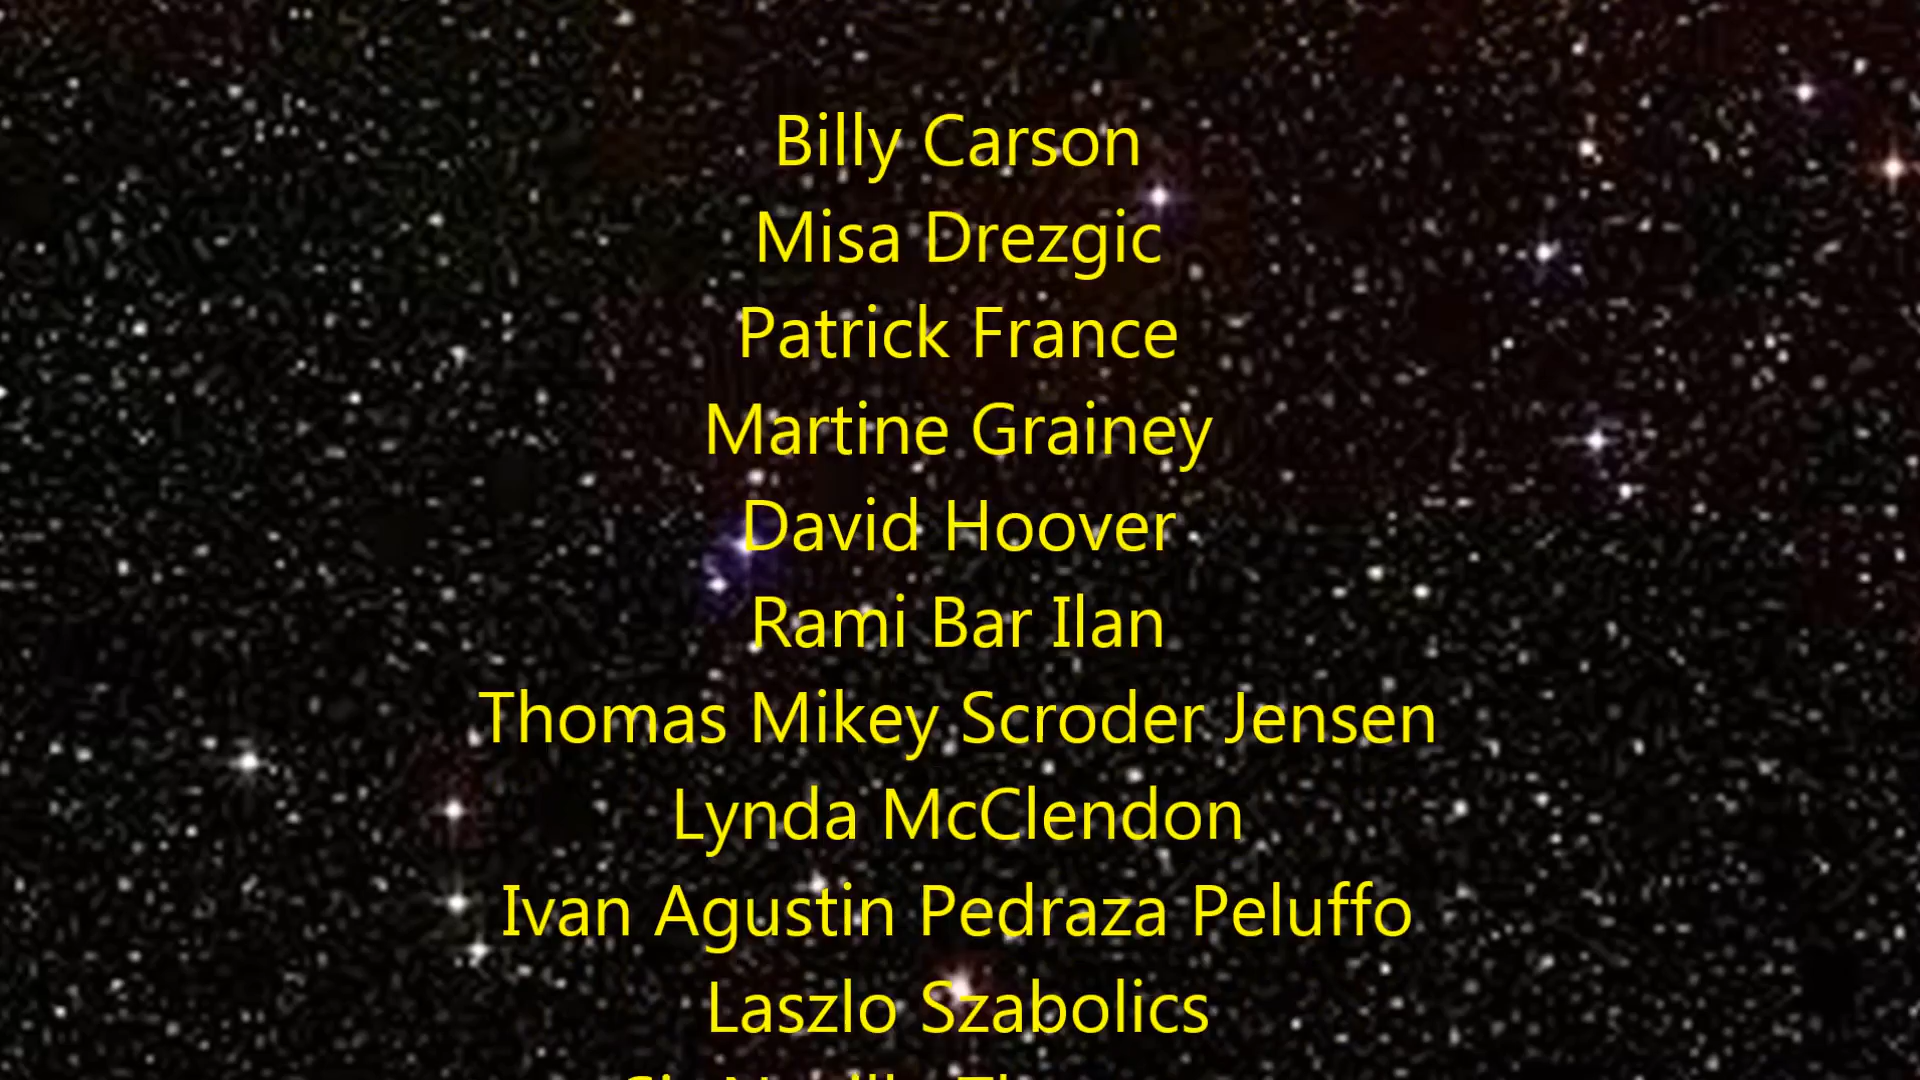 Billy Carson
Misa Drezgic
Patrick France
Martine Grainey
David Hoover
Rami Bar Ilan
Thomas Mikey Scroder Jensen
Lynda McClendon
Ivan Agustin Pedraza Peluffo
Laszlo Szabolics